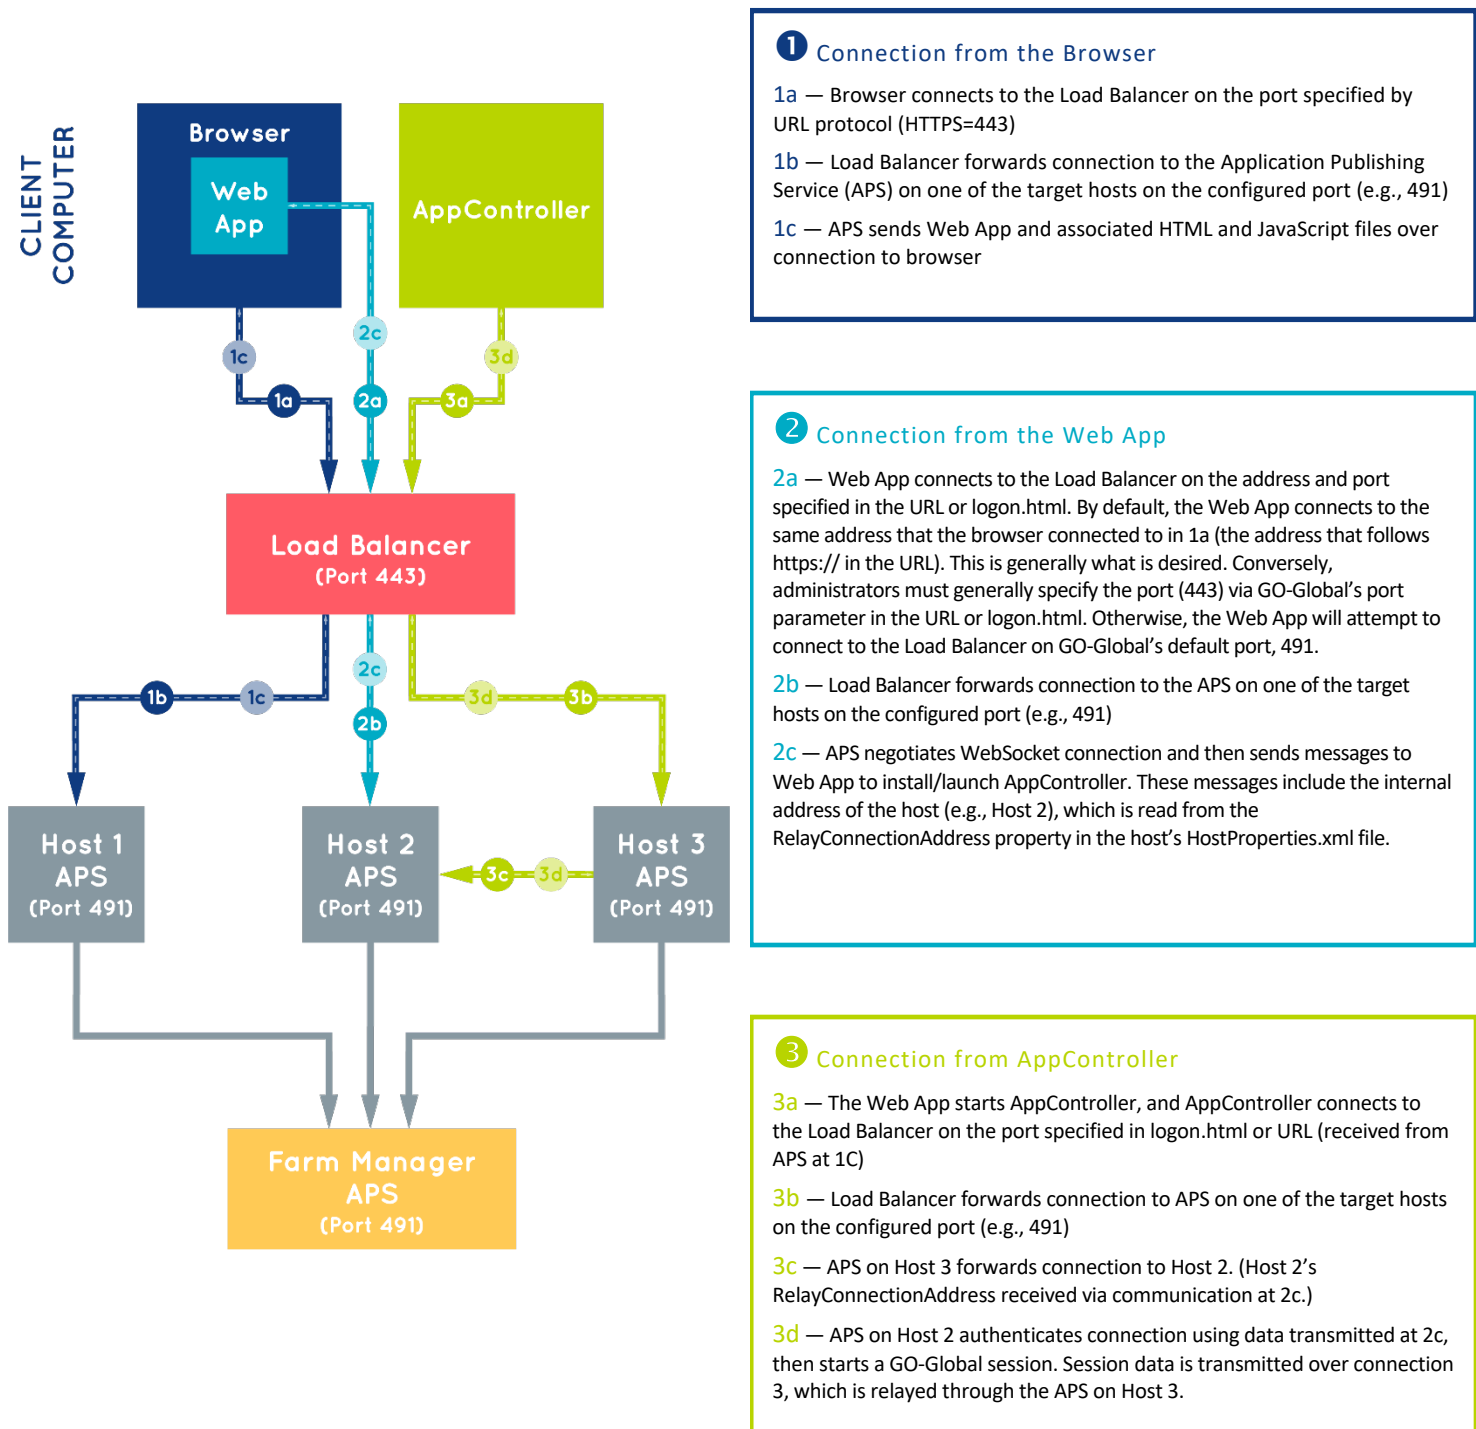 CLIENT
COMPUTER
Browser
Web
App
AppController
2c
1c
3d
1a
2a
3a
Load Balancer
(Port 443)
2c
1b
1c
3d
3b
2b
Host 1
APS
(Port 491)
Host 2
APS
(Port 491)
3c
3d
Host 3
APS
(Port 491)
Farm Manager
APS
(Port 491)
1 Connection from the Browser
1a — Browser connects to the Load Balancer on the port specified by
URL protocol (HTTPS=443)
1b — Load Balancer forwards connection to the Application Publishing
Service (APS) on one of the target hosts on the configured port (e.g., 491)
1c — APS sends Web App and associated HTML and JavaScript files over
connection to browser
2 Connection from the Web App
2a — Web App connects to the Load Balancer on the address and port
specified in the URL or logon.html. By default, the Web App connects to the
same address that the browser connected to in 1a (the address that follows
https:// in the URL). This is generally what is desired. Conversely,
administrators must generally specify the port (443) via GO-Global’s port
parameter in the URL or logon.html. Otherwise, the Web App will attempt to
connect to the Load Balancer on GO-Global’s default port, 491.
2b — Load Balancer forwards connection to the APS on one of the target
hosts on the configured port (e.g., 491)
2c — APS negotiates WebSocket connection and then sends messages to
Web App to install/launch AppController. These messages include the internal
address of the host (e.g., Host 2), which is read from the
RelayConnectionAddress property in the host’s HostProperties.xml file.
3 Connection from AppController
3a — The Web App starts AppController, and AppController connects to
the Load Balancer on the port specified in logon.html or URL (received from
APS at 1C)
3b — Load Balancer forwards connection to APS on one of the target hosts
on the configured port (e.g., 491)
3c — APS on Host 3 forwards connection to Host 2. (Host 2’s
RelayConnectionAddress received via communication at 2c.)
3d — APS on Host 2 authenticates connection using data transmitted at 2c,
then starts a GO-Global session. Session data is transmitted over connection
3, which is relayed through the APS on Host 3.